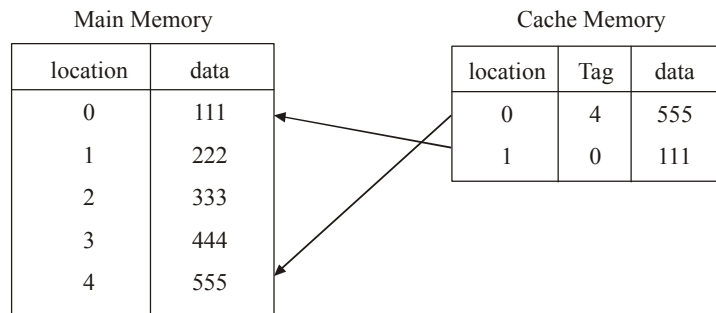 Main Memory
location data
0 111
1 222
2 333
3 444
4 555
Cache Memory
location Tag data
0 4 555
1 0 111